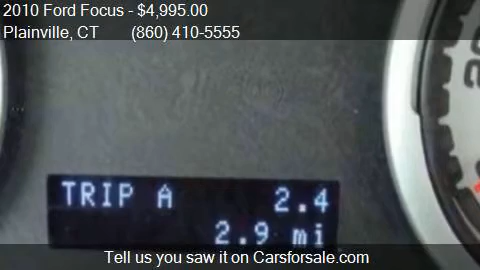 2010 Ford Focus - $4,995.00
Plainville, CT (860) 410-5555
TRIP A 2.4
2.9 mi
Tell us you saw it on Carsforsale.com